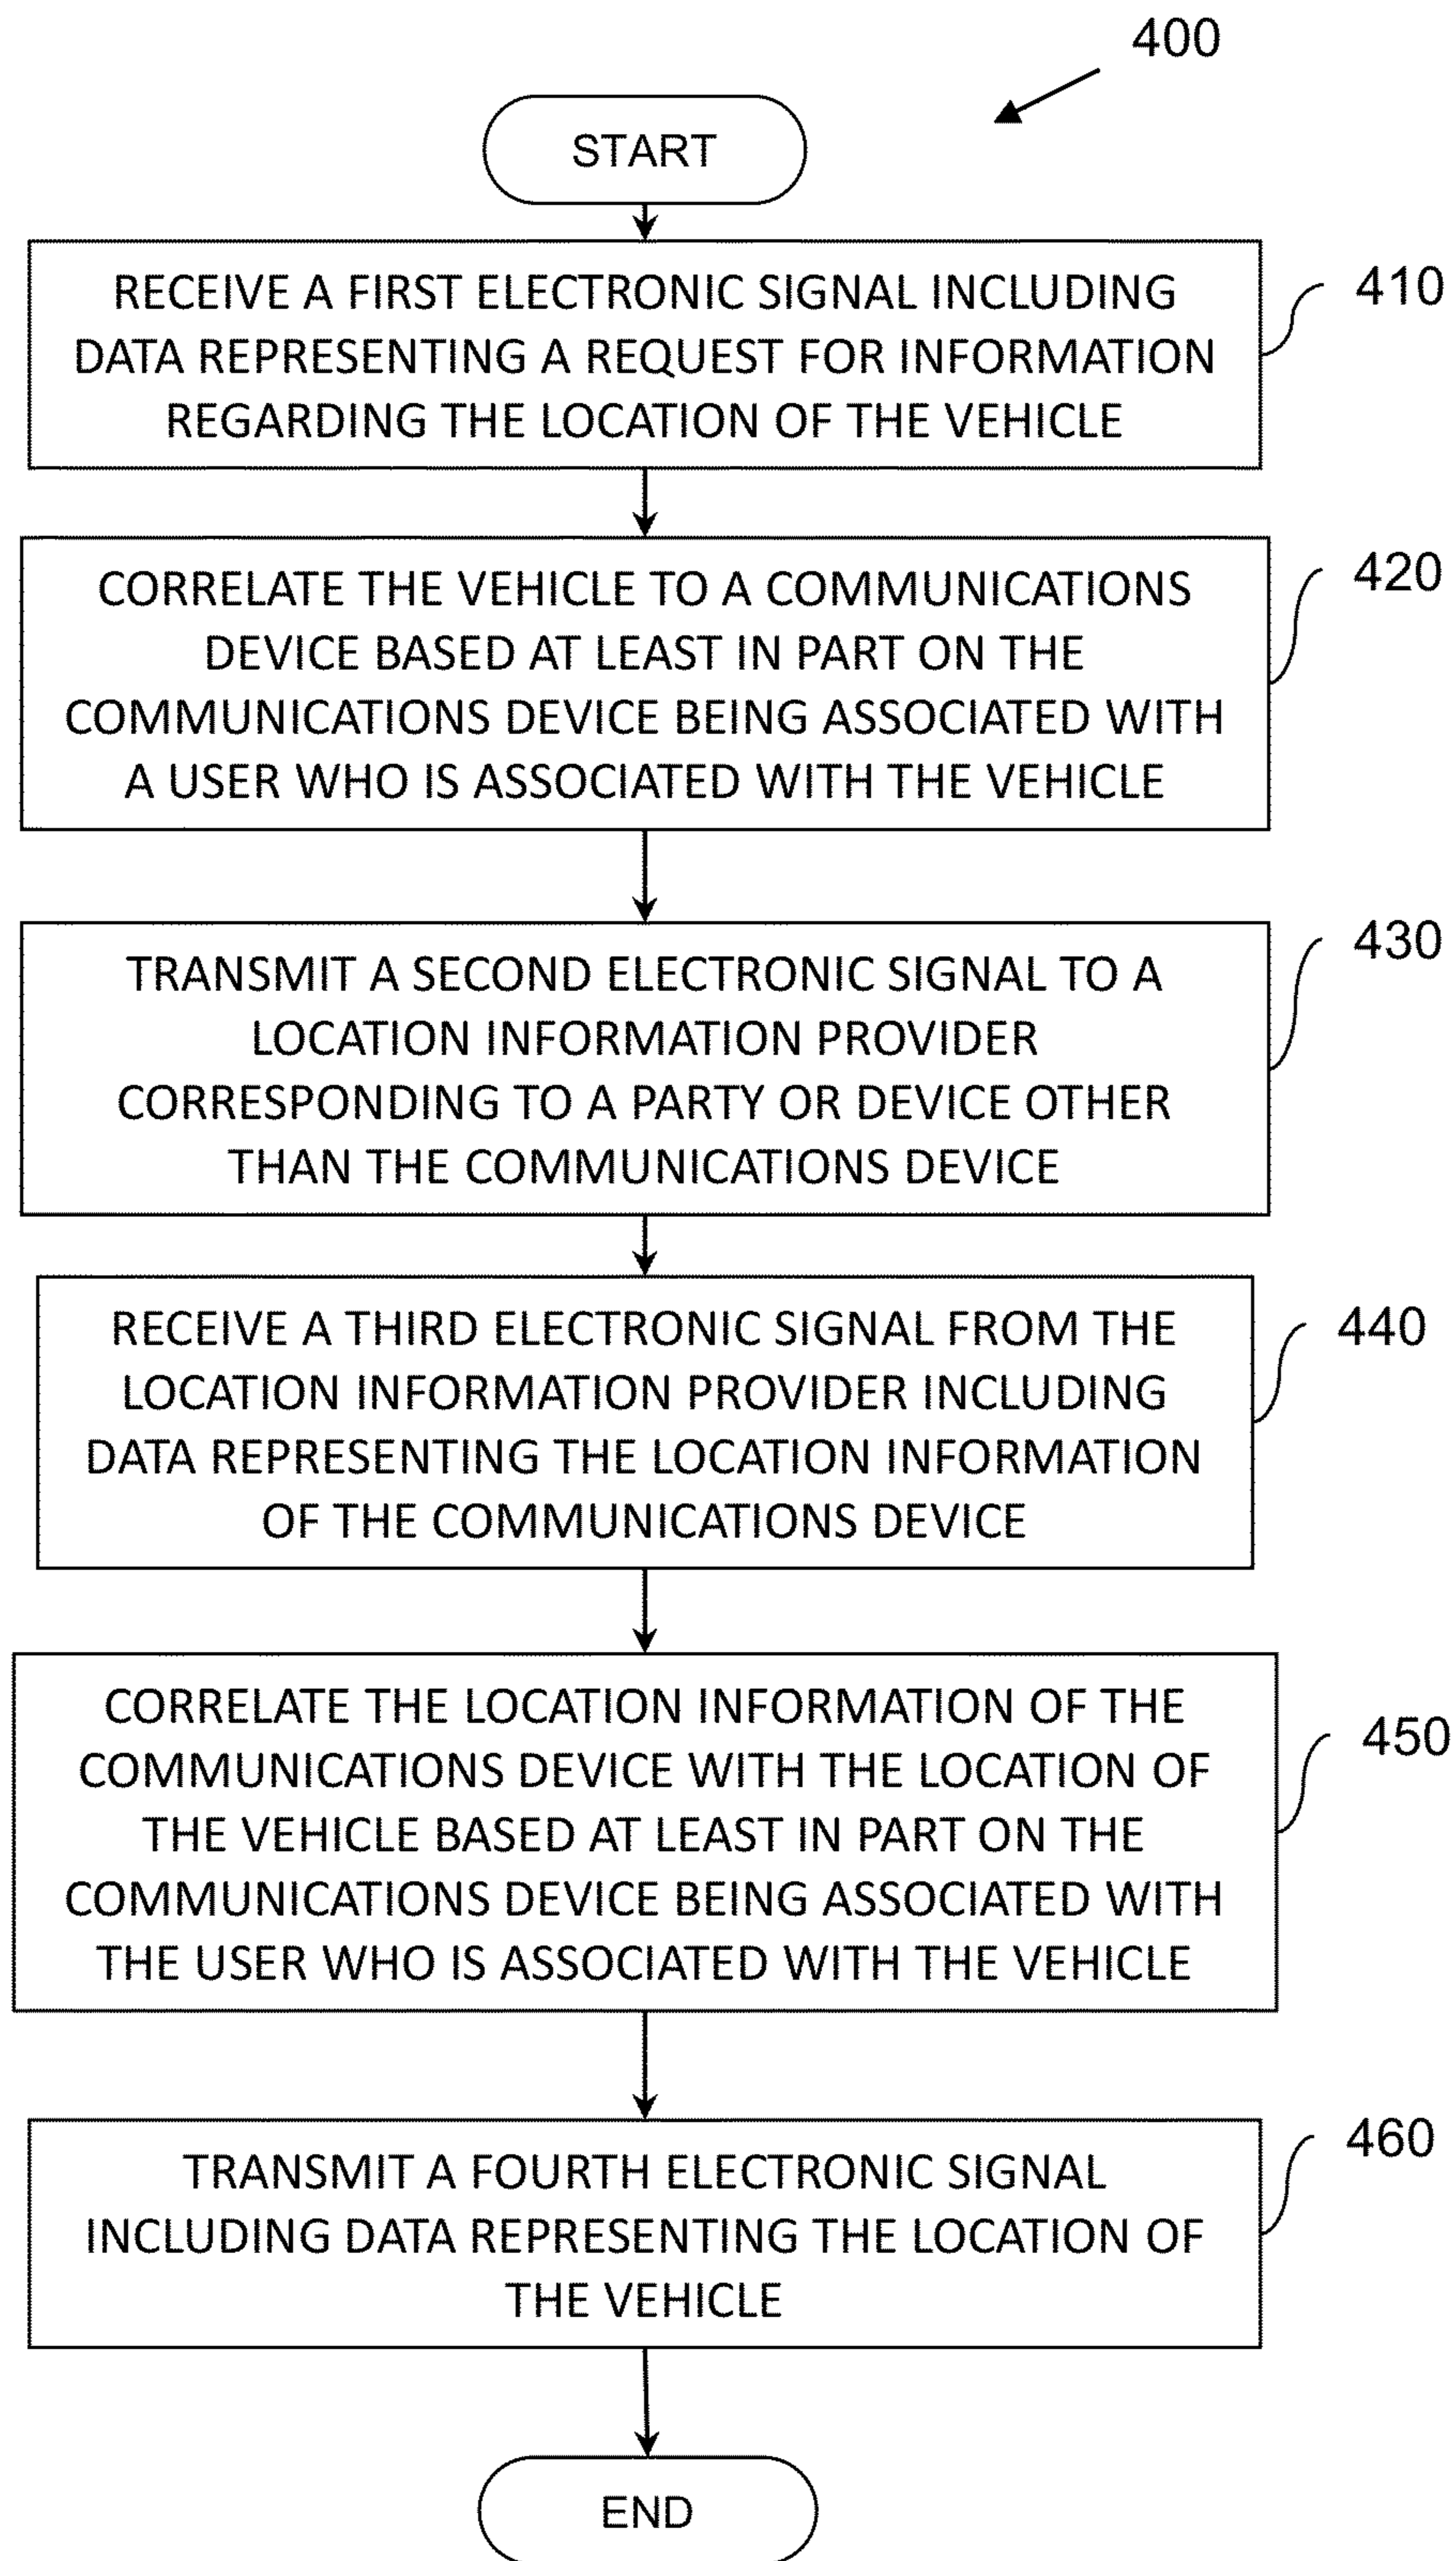 400
START
RECEIVE A FIRST ELECTRONIC SIGNAL INCLUDING
DATA REPRESENTING A REQUEST FOR INFORMATION
REGARDING THE LOCATION OF THE VEHICLE
410
CORRELATE THE VEHICLE TO A COMMUNICATIONS
DEVICE BASED AT LEAST IN PART ON THE
COMMUNICATIONS DEVICE BEING ASSOCIATED WITH
A USER WHO IS ASSOCIATED WITH THE VEHICLE
420
TRANSMIT A SECOND ELECTRONIC SIGNAL TO A
LOCATION INFORMATION PROVIDER
CORRESPONDING TO A PARTY OR DEVICE OTHER
THAN THE COMMUNICATIONS DEVICE
430
RECEIVE A THIRD ELECTRONIC SIGNAL FROM THE
LOCATION INFORMATION PROVIDER INCLUDING
DATA REPRESENTING THE LOCATION INFORMATION
OF THE COMMUNICATIONS DEVICE
440
CORRELATE THE LOCATION INFORMATION OF THE
COMMUNICATIONS DEVICE WITH THE LOCATION OF
THE VEHICLE BASED AT LEAST IN PART ON THE
COMMUNICATIONS DEVICE BEING ASSOCIATED WITH
THE USER WHO IS ASSOCIATED WITH THE VEHICLE
450
TRANSMIT A FOURTH ELECTRONIC SIGNAL
INCLUDING DATA REPRESENTING THE LOCATION OF
THE VEHICLE
460
END